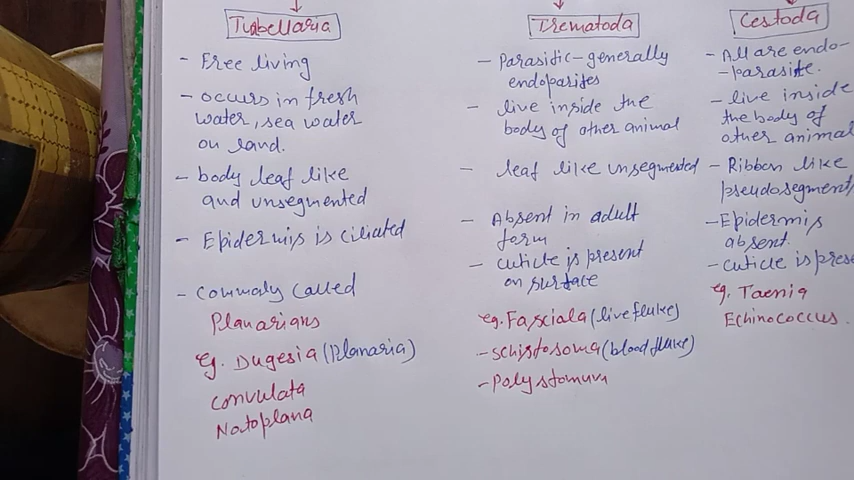 Turbellaria
- Free living
- occurs in fresh
water, sea water
on land.
- body leaf like
and unsegmented
- Epidermis is ciliated
- commaly called
Planarians
eg. Dugesia (Planaria)
convulata
Notoplana
Trematoda
- Parasitic - generally
endoparites
- live inside the
body of other animal
- leaf like unsegmented
- Absent in adult
form
- cuticle is present
on surface
eg. Fasciala (live fluke)
- schistosoma (blood fluke)
- Polystomum
Cestoda
- All are endo-
-parasite.
- live inside
the body of
other animal
- Ribbon like
pseudosegment
- Epidermis
absent.
- cuticle is prese
eg. Taenia
Echinococcus.